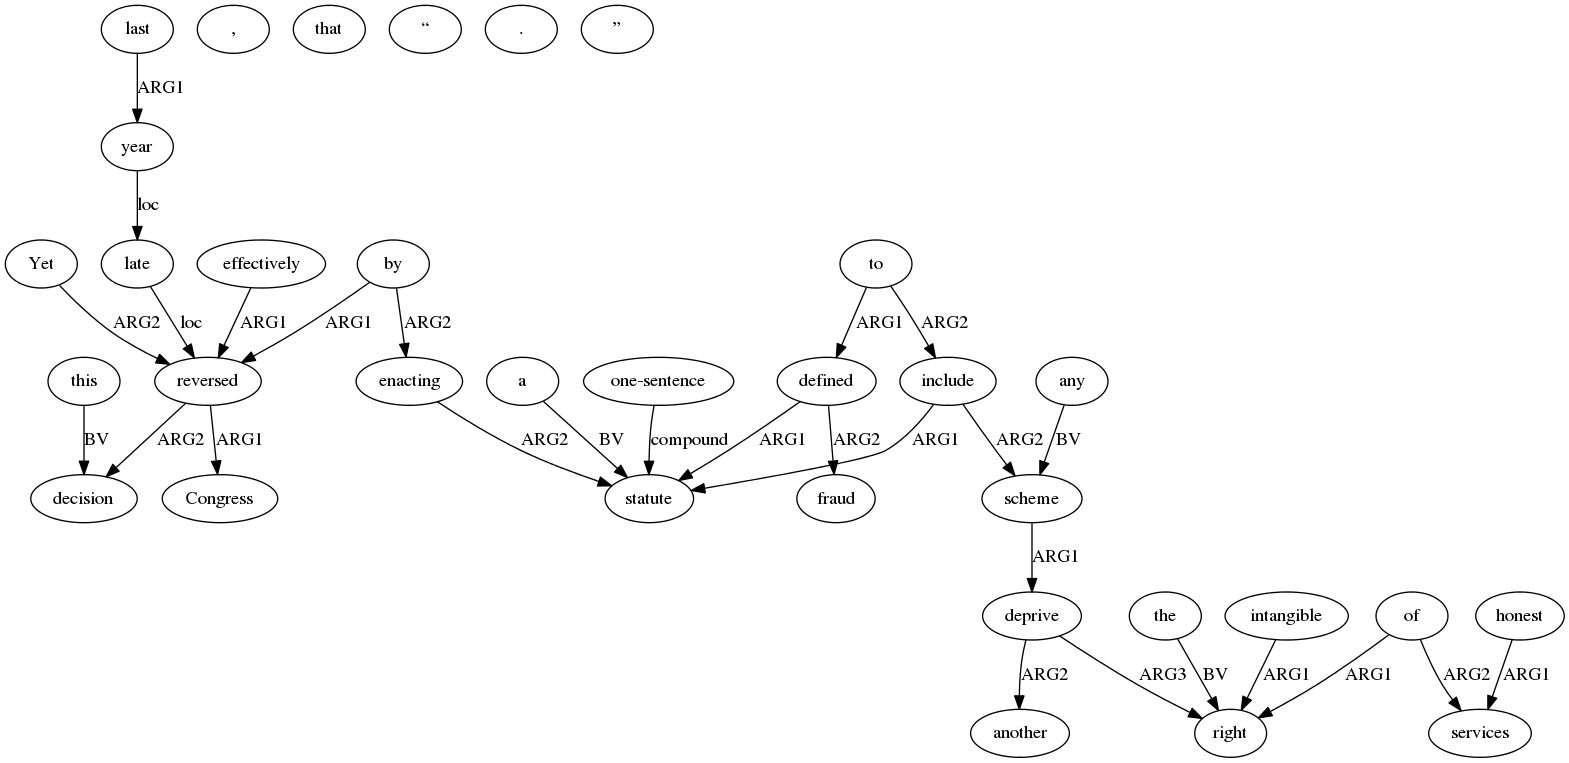 last , that “ . ”
ARG1
year
loc
Yet late effectively by to
ARG2 loc ARG1 ARG1 ARG2 ARG1 ARG2
this reversed enacting a one-sentence defined include any
BV ARG2 ARG1 ARG2 BV compound ARG1 ARG2 ARG1 ARG2 BV
decision Congress statute fraud scheme
ARG1
deprive the intangible of honest
ARG2 ARG3 BV ARG1 ARG1 ARG2 ARG1
another right services